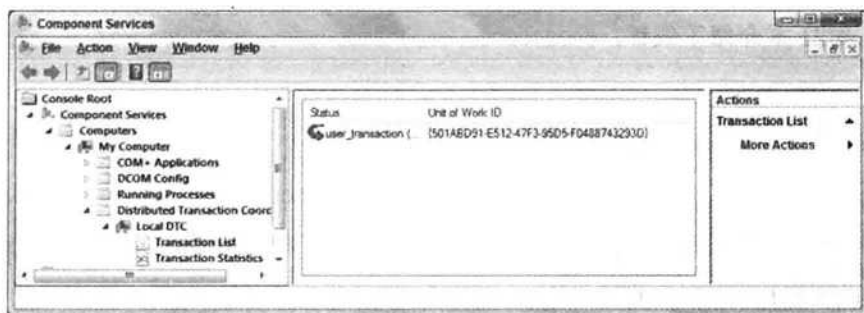 Component Services
File Action View Window Help
Console Root
Component Services
Computers
My Computer
COM+ Applications
DCOM Config
Running Processes
Distributed Transaction Coorc
Local DTC
Transaction List
Transaction Statistics
Status Unit of Work ID
user_transaction ( {501ABD91-E512-47F3-95D5-F0488743293D}
Actions
Transaction List
More Actions